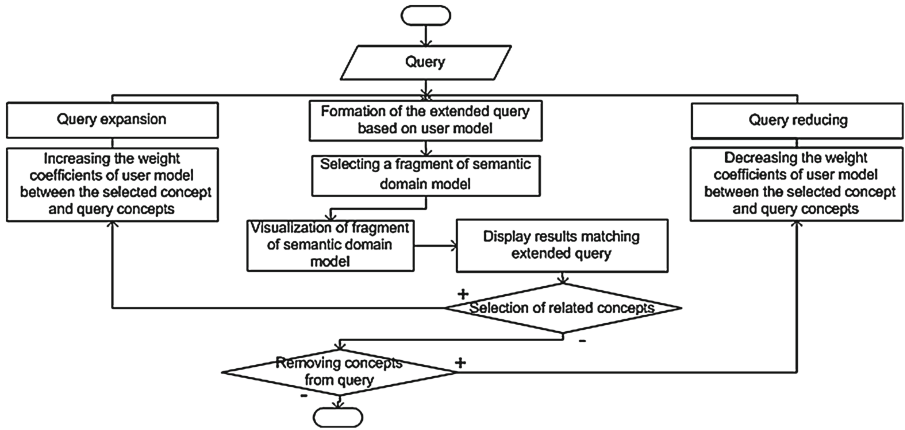 Query
Query expansion
Formation of the extended query
based on user model
Query reducing
Increasing the weight
coefficients of user model
between the selected concept
and query concepts
Selecting a fragment of semantic
domain model
Decreasing the weight
coefficients of user model
between the selected concept
and query concepts
Visualization of fragment
of semantic domain
model
Display results matching
extended query
+
Selection of related concepts
-
Removing concepts
from query
+
-